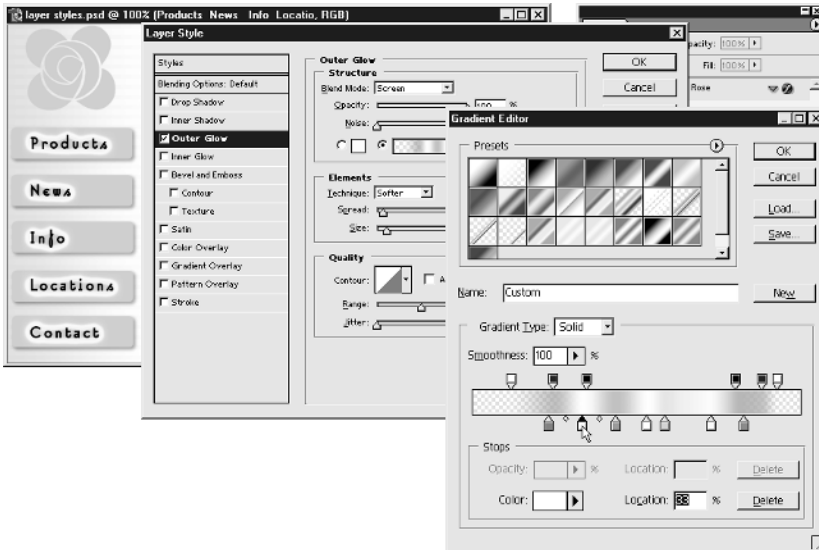 layer styles.psd @ 100% (Products News Info Locatio, RGB)
Products
News
Info
Locations
Contact
Layer Style
Styles
Blending Options: Default
Drop Shadow
Inner Shadow
Outer Glow
Inner Glow
Bevel and Emboss
Contour
Texture
Satin
Color Overlay
Gradient Overlay
Pattern Overlay
Stroke
Outer Glow
Structure
Blend Mode: Screen
Opacity: %
Noise:
Elements
Technique: Softer
Spread:
Size:
Quality
Contour: A
Range:
Jitter:
OK
Cancel
pacity: 100%
Fill: 100%
Rose
Gradient Editor
Presets
OK
Cancel
Load...
Save...
Name: Custom
New
Gradient Type: Solid
Smoothness: 100 %
Stops
Opacity: % Location: % Delete
Color: Location: 33 % Delete